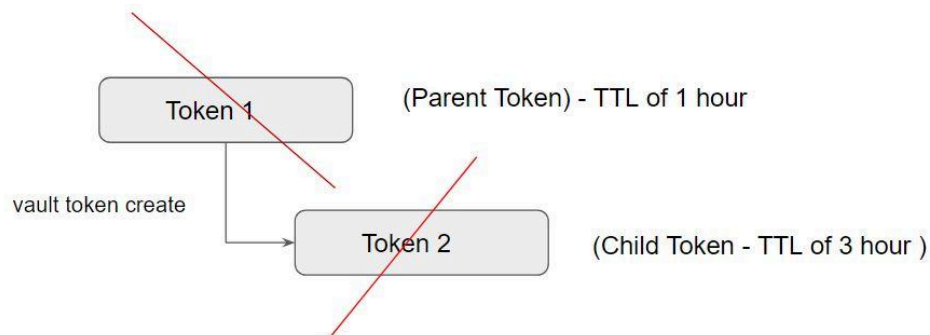 Token 1
(Parent Token) - TTL of 1 hour
vault token create
Token 2
(Child Token - TTL of 3 hour )